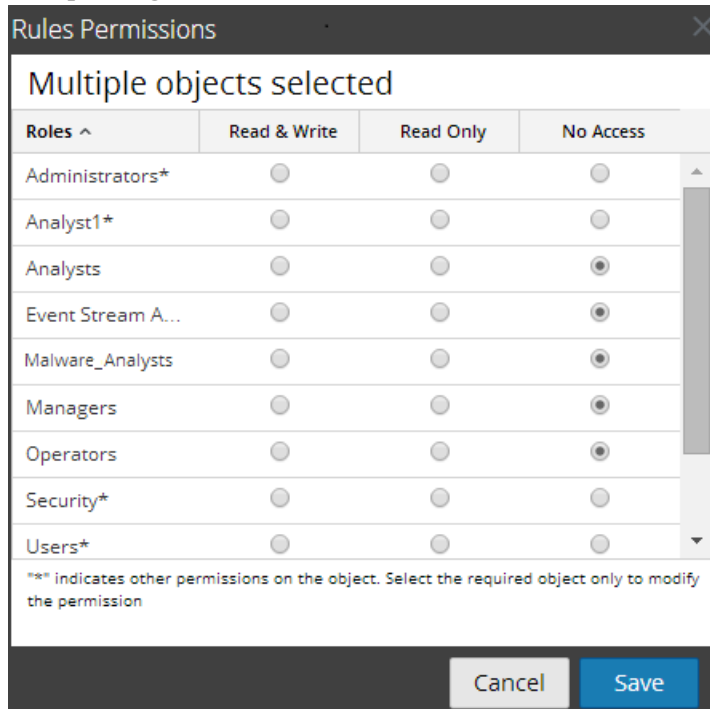 Rules Permissions
Multiple objects selected
Roles Read & Write Read Only No Access
Administrators*
Analyst1*
Analysts
Event Stream A...
Malware_Analysts
Managers
Operators
Security*
Users*
"*" indicates other permissions on the object. Select the required object only to modify
the permission
Cancel Save